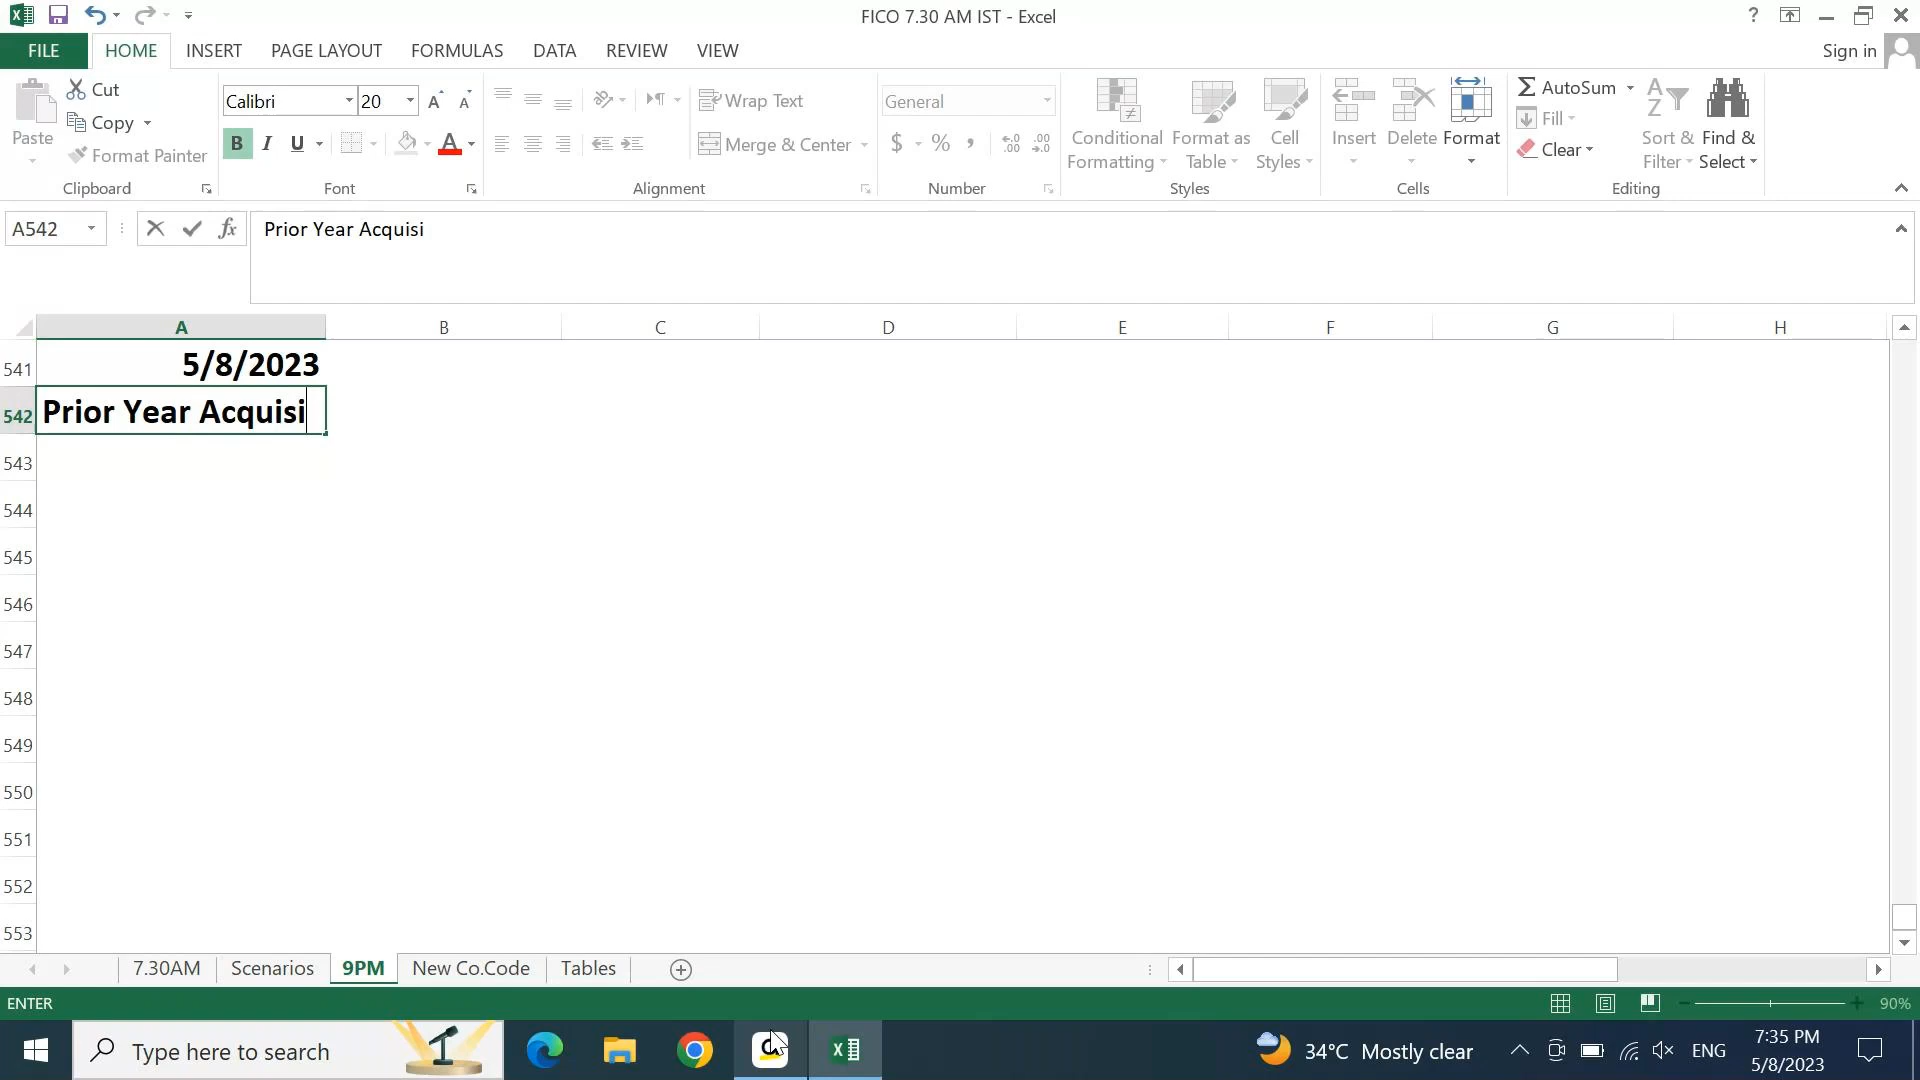 FICO 7.30 AM IST - Excel
?
FILE
HOME
INSERT
PAGE LAYOUT
FORMULAS
DATA
REVIEW
VIEW
Sign in
Paste
Cut
Copy
Format Painter
Clipboard
Calibri
20
B I U
Font
Wrap Text
Merge & Center
Alignment
General
$ % ,
Number
Conditional Formatting
Format as Table
Cell Styles
Styles
Insert
Delete
Format
Cells
AutoSum
Fill
Clear
Sort & Filter
Find & Select
Editing
A542
fx
Prior Year Acquisi
A B C D E F G H
541 5/8/2023
542 Prior Year Acquisi
543
544
545
546
547
548
549
550
551
552
553
7.30AM
Scenarios
9PM
New Co.Code
Tables
ENTER
90%
Type here to search
34°C Mostly clear
ENG
7:35 PM
5/8/2023